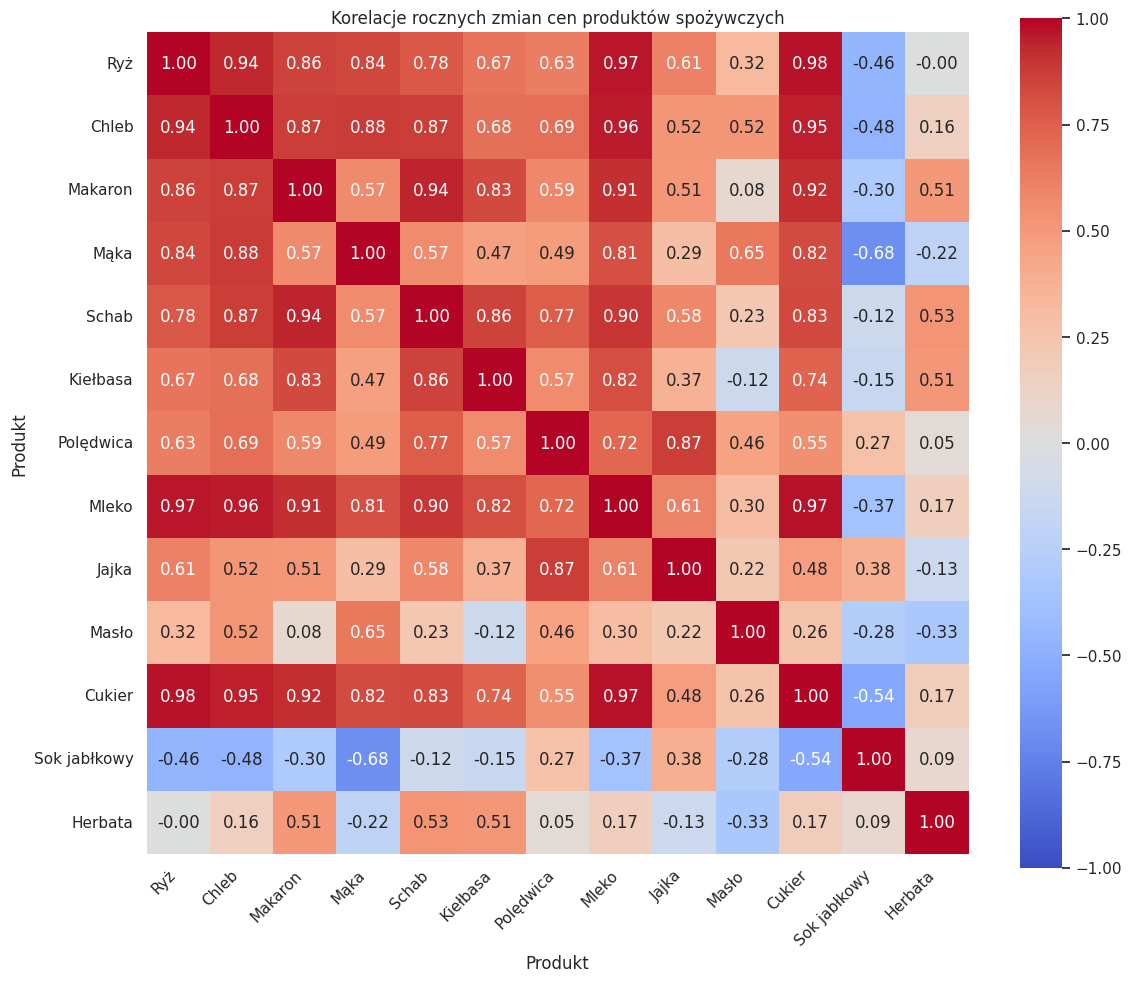 Korelacje rocznych zmian cen produktów spożywczych
Ryż 1.00 0.94 0.86 0.84 0.78 0.67 0.63 0.97 0.61 0.32 0.98 -0.46 -0.00
Chleb 0.94 1.00 0.87 0.88 0.87 0.68 0.69 0.96 0.52 0.52 0.95 -0.48 0.16
Makaron 0.86 0.87 1.00 0.57 0.94 0.83 0.59 0.91 0.51 0.08 0.92 -0.30 0.51
Mąka 0.84 0.88 0.57 1.00 0.57 0.47 0.49 0.81 0.29 0.65 0.82 -0.68 -0.22
Schab 0.78 0.87 0.94 0.57 1.00 0.86 0.77 0.90 0.58 0.23 0.83 -0.12 0.53
Kiełbasa 0.67 0.68 0.83 0.47 0.86 1.00 0.57 0.82 0.37 -0.12 0.74 -0.15 0.51
Polędwica 0.63 0.69 0.59 0.49 0.77 0.57 1.00 0.72 0.87 0.46 0.55 0.27 0.05
Mleko 0.97 0.96 0.91 0.81 0.90 0.82 0.72 1.00 0.61 0.30 0.97 -0.37 0.17
Jajka 0.61 0.52 0.51 0.29 0.58 0.37 0.87 0.61 1.00 0.22 0.48 0.38 -0.13
Masło 0.32 0.52 0.08 0.65 0.23 -0.12 0.46 0.30 0.22 1.00 0.26 -0.28 -0.33
Cukier 0.98 0.95 0.92 0.82 0.83 0.74 0.55 0.97 0.48 0.26 1.00 -0.54 0.17
Sok jabłkowy -0.46 -0.48 -0.30 -0.68 -0.12 -0.15 0.27 -0.37 0.38 -0.28 -0.54 1.00 0.09
Herbata -0.00 0.16 0.51 -0.22 0.53 0.51 0.05 0.17 -0.13 -0.33 0.17 0.09 1.00
Produkt
Ryż Chleb Makaron Mąka Schab Kiełbasa Polędwica Mleko Jajka Masło Cukier Sok jabłkowy Herbata
Produkt
1.00
0.75
0.50
0.25
0.00
−0.25
−0.50
−0.75
−1.00